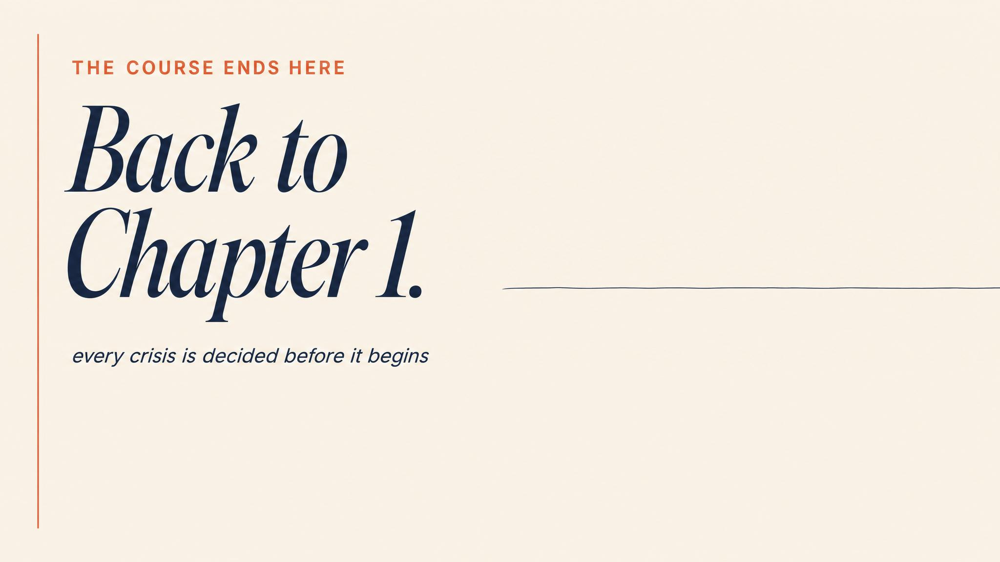 THE COURSE ENDS HERE
Back to
Chapter 1.
every crisis is decided before it begins